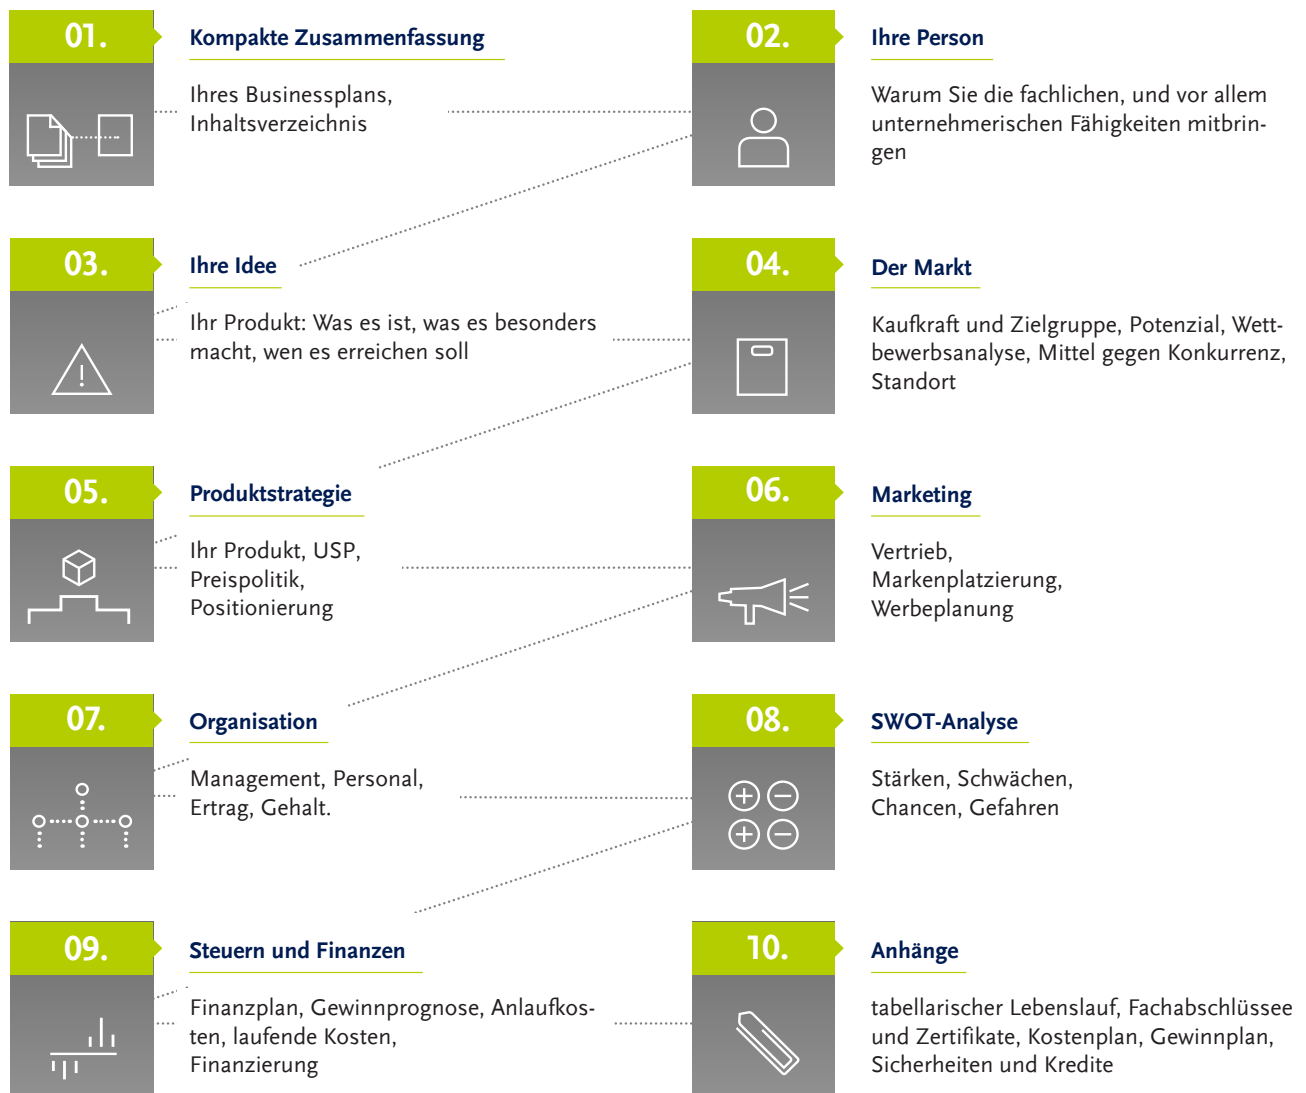 01.
Kompakte Zusammenfassung
Ihres Businessplans,
Inhaltsverzeichnis
02.
Ihre Person
Warum Sie die fachlichen, und vor allem
unternehmerischen Fähigkeiten mitbrin-
gen
03.
Ihre Idee
Ihr Produkt: Was es ist, was es besonders
macht, wen es erreichen soll
04.
Der Markt
Kaufkraft und Zielgruppe, Potenzial, Wett-
bewerbsanalyse, Mittel gegen Konkurrenz,
Standort
05.
Produktstrategie
Ihr Produkt, USP,
Preispolitik,
Positionierung
06.
Marketing
Vertrieb,
Markenplatzierung,
Werbeplanung
07.
Organisation
Management, Personal,
Ertrag, Gehalt.
08.
SWOT-Analyse
Stärken, Schwächen,
Chancen, Gefahren
09.
Steuern und Finanzen
Finanzplan, Gewinnprognose, Anlaufkos-
ten, laufende Kosten,
Finanzierung
10.
Anhänge
tabellarischer Lebenslauf, Fachabschlüssee
und Zertifikate, Kostenplan, Gewinnplan,
Sicherheiten und Kredite